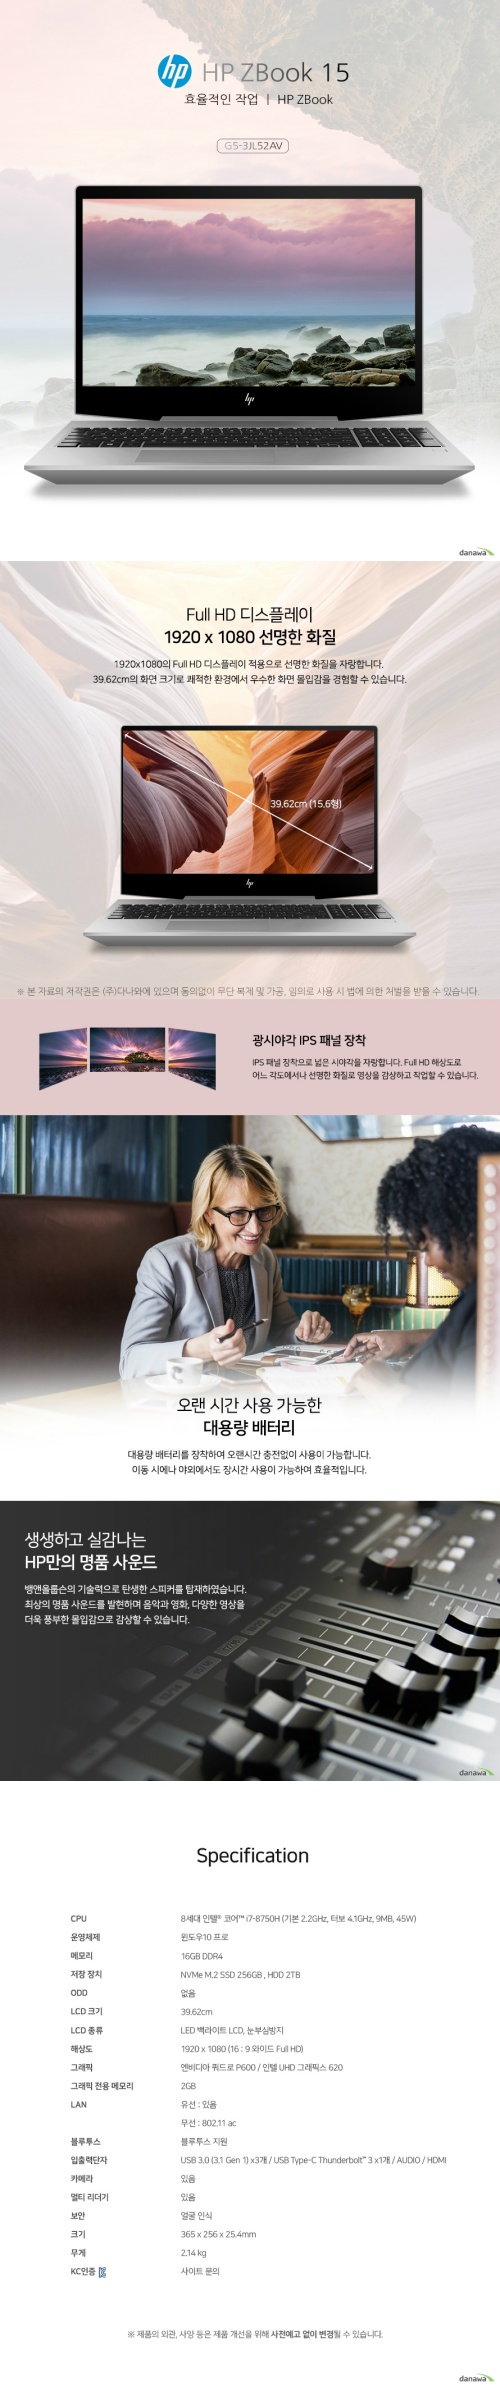 hp HP ZBook 15
효율적인 작업 | HP ZBook
G5-3JL52AV
hp
danawa
Full HD 디스플레이
1920 x 1080 선명한 화질
1920x1080의 Full HD 디스플레이 적용으로 선명한 화질을 자랑합니다.
39.62cm의 화면 크기로 쾌적한 환경에서 우수한 화면 몰입감을 경험할 수 있습니다.
39.62cm (15.6형)
hp
※ 본 자료의 저작권은 (주)다나와에 있으며 동의없이 무단 복제 및 가공, 임의로 사용 시 법에 의한 처벌을 받을 수 있습니다.
광시야각 IPS 패널 장착
IPS 패널 장착으로 넓은 시야각을 자랑합니다. Full HD 해상도로
어느 각도에서나 선명한 화질로 영상을 감상하고 작업할 수 있습니다.
오랜 시간 사용 가능한
대용량 배터리
대용량 배터리를 장착하여 오랜시간 충전없이 사용이 가능합니다.
이동 시에나 야외에서도 장시간 사용이 가능하여 효율적입니다.
생생하고 실감나는
HP만의 명품 사운드
뱅앤올룹슨의 기술력으로 탄생한 스피커를 탑재하였습니다.
최상의 명품 사운드를 발현하며 음악과 영화, 다양한 영상을
더욱 풍부한 몰입감으로 감상할 수 있습니다.
danawa
Specification
CPU 8세대 인텔® 코어™ i7-8750H (기본 2.2GHz, 터보 4.1GHz, 9MB, 45W)
운영체제 윈도우10 프로
메모리 16GB DDR4
저장 장치 NVMe M.2 SSD 256GB , HDD 2TB
ODD 없음
LCD 크기 39.62cm
LCD 종류 LED 백라이트 LCD, 눈부심방지
해상도 1920 x 1080 (16 : 9 와이드 Full HD)
그래픽 엔비디아 쿼드로 P600 / 인텔 UHD 그래픽스 620
그래픽 전용 메모리 2GB
LAN 유선 : 있음
무선 : 802.11 ac
블루투스 블루투스 지원
입출력단자 USB 3.0 (3.1 Gen 1) x3개 / USB Type-C Thunderbolt™ 3 x1개 / AUDIO / HDMI
카메라 있음
멀티 리더기 있음
보안 얼굴 인식
크기 365 x 256 x 25.4mm
무게 2.14 kg
KC인증 사이트 문의
※ 제품의 외관, 사양 등은 제품 개선을 위해 사전예고 없이 변경될 수 있습니다.
danawa